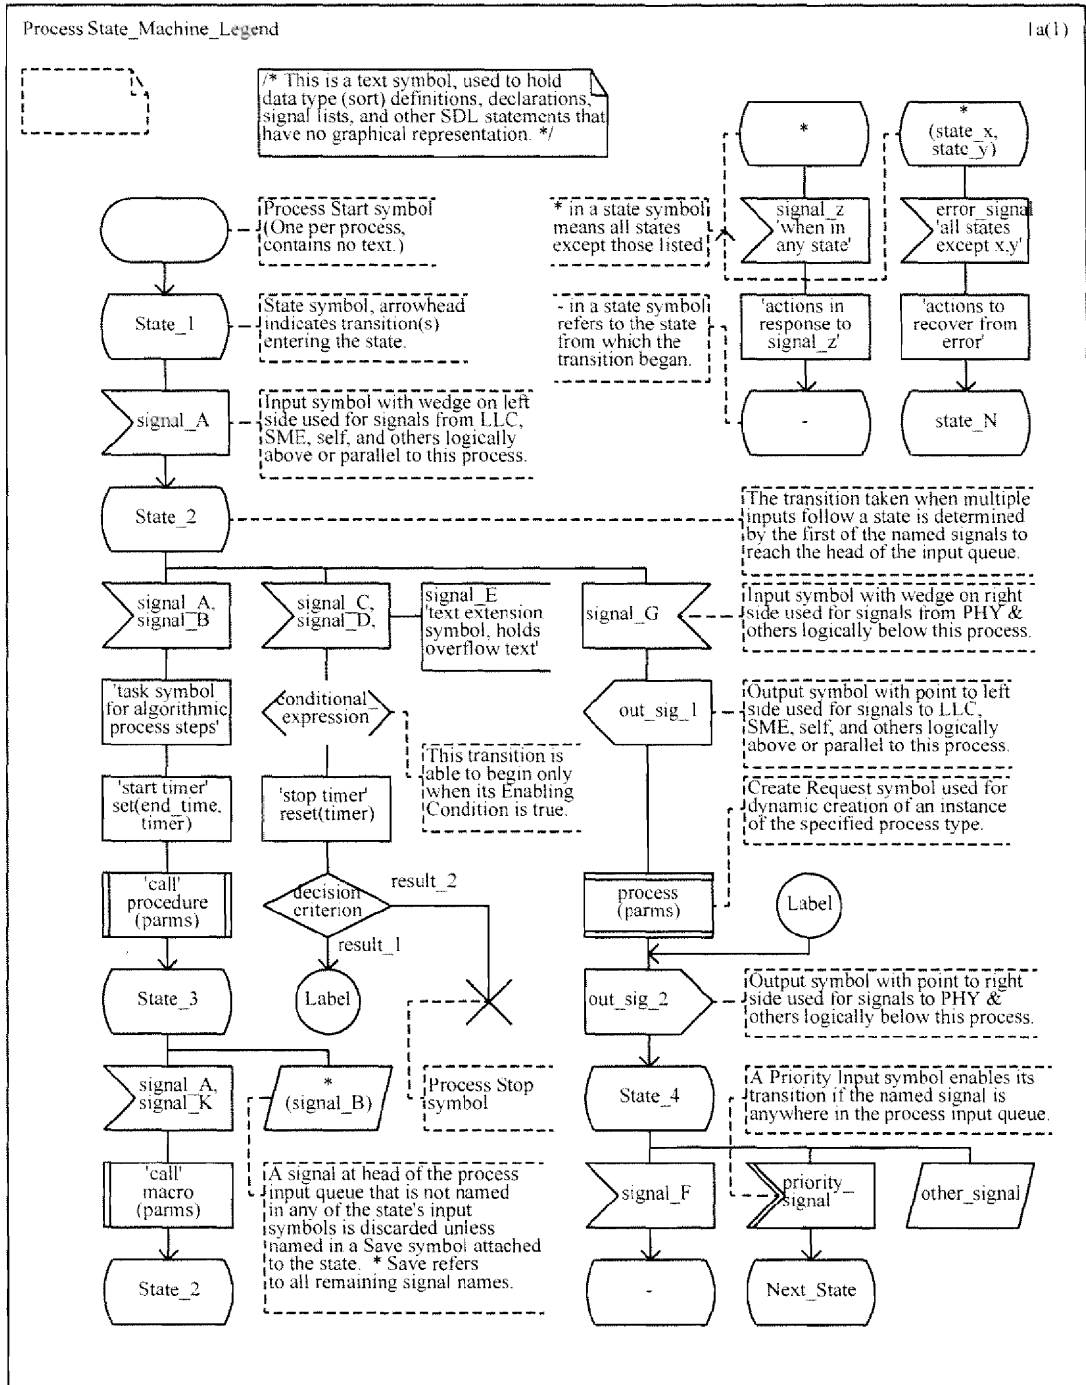 Process State_Machine_Legend
1a(1)
/* This is a text symbol, used to hold
data type (sort) definitions, declarations,
signal lists, and other SDL statements that
have no graphical representation. */
*
*
(state_x,
state_y)
Process Start symbol
(One per process,
contains no text.)
* in a state symbol
means all states
except those listed
signal_z
'when in
any state'
error_signal
'all states
except x,y'
State_1
State symbol, arrowhead
indicates transition(s)
entering the state.
- in a state symbol
refers to the state
from which the
transition began.
'actions in
response to
signal_z'
'actions to
recover from
error'
signal_A
Input symbol with wedge on left
side used for signals from LLC,
SME, self, and others logically
above or parallel to this process.
-
state_N
State_2
The transition taken when multiple
inputs follow a state is determined
by the first of the named signals to
reach the head of the input queue.
signal_A,
signal_B
signal_C,
signal_D,
signal_E
'text extension
symbol, holds
overflow text'
signal_G
Input symbol with wedge on right
side used for signals from PHY &
others logically below this process.
'task symbol
for algorithmic
process steps'
conditional_
expression
out_sig_1
Output symbol with point to left
side used for signals to LLC,
SME, self, and others logically
above or parallel to this process.
This transition is
able to begin only
when its Enabling
Condition is true.
'start timer'
set(end_time,
timer)
'stop timer'
reset(timer)
Create Request symbol used for
dynamic creation of an instance
of the specified process type.
'call'
procedure
(parms)
decision
criterion
result_2
result_1
process
(parms)
Label
State_3
Label
out_sig_2
Output symbol with point to right
side used for signals to PHY &
others logically below this process.
signal_A,
signal_K
*
(signal_B)
Process Stop
symbol
State_4
A Priority Input symbol enables its
transition if the named signal is
anywhere in the process input queue.
'call'
macro
(parms)
A signal at head of the process
input queue that is not named
in any of the state's input
symbols is discarded unless
named in a Save symbol attached
to the state.  * Save refers
to all remaining signal names.
signal_F
priority_
signal
other_signal
State_2
-
Next_State